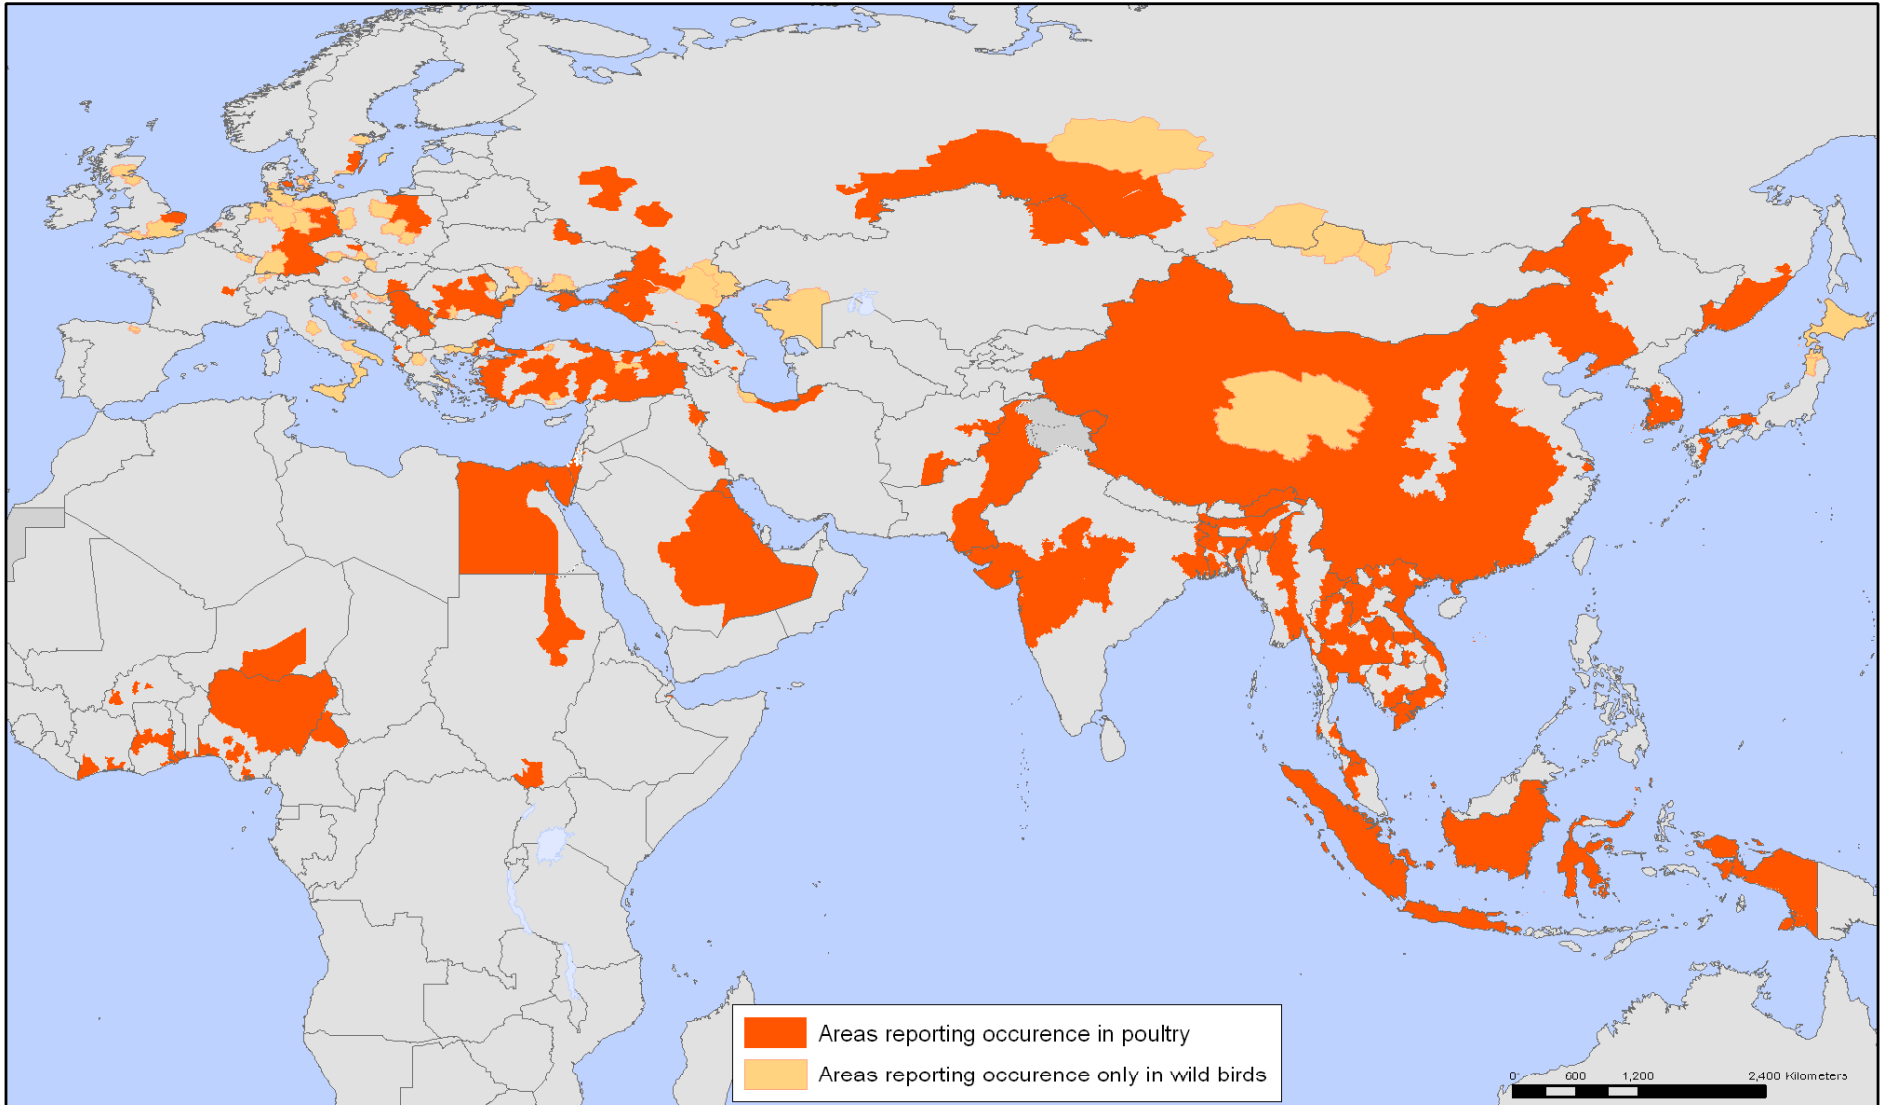 Areas reporting occurence in poultry
Areas reporting occurence only in wild birds
0 600 1,200 2,400 Kilometers